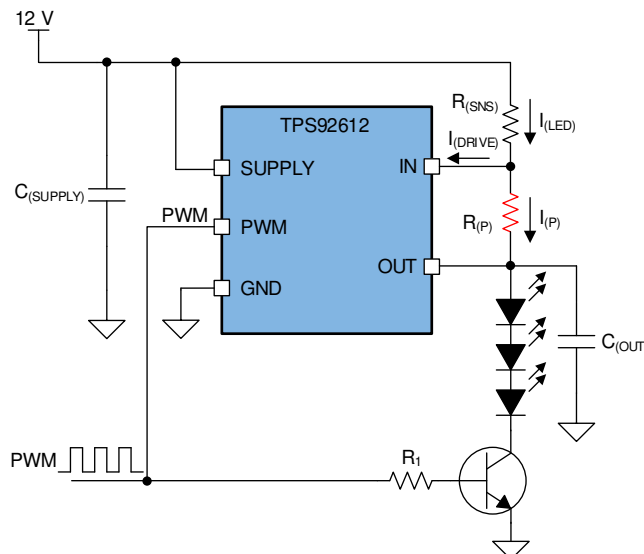 12 V
TPS92612
R(SNS)
I(LED)
I(DRIVE)
SUPPLY
IN
C(SUPPLY)
PWM
PWM
R(P)
I(P)
OUT
GND
C(OUT
PWM
R1